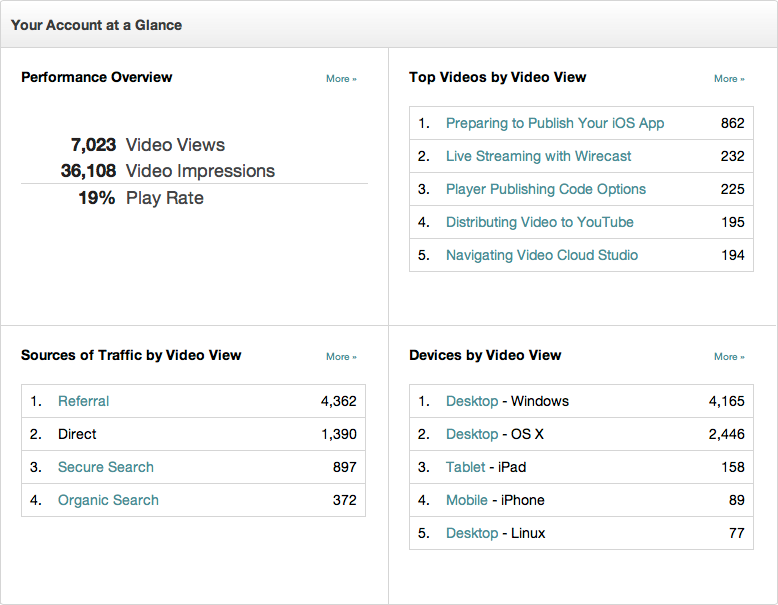 Your Account at a Glance
Performance Overview More »
7,023 Video Views
36,108 Video Impressions
19% Play Rate
Top Videos by Video View More »
1. Preparing to Publish Your iOS App 862
2. Live Streaming with Wirecast 232
3. Player Publishing Code Options 225
4. Distributing Video to YouTube 195
5. Navigating Video Cloud Studio 194
Sources of Traffic by Video View More »
1. Referral 4,362
2. Direct 1,390
3. Secure Search 897
4. Organic Search 372
Devices by Video View More »
1. Desktop - Windows 4,165
2. Desktop - OS X 2,446
3. Tablet - iPad 158
4. Mobile - iPhone 89
5. Desktop - Linux 77